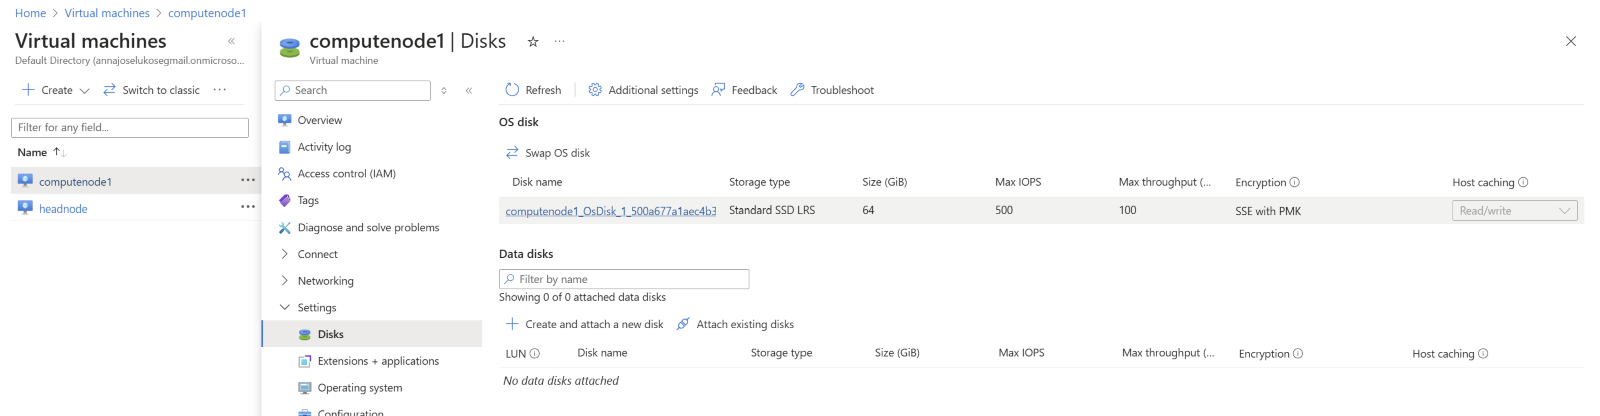 Home > Virtual machines > computenode1
Virtual machines «
Default Directory (annajoselukosegmail.onmicroso...
+ Create Switch to classic ...
Filter for any field...
Name ↑↓
computenode1 ...
headnode ...
computenode1 | Disks ☆ ...
Virtual machine
Search «
Overview
Activity log
Access control (IAM)
Tags
Diagnose and solve problems
Connect
Networking
Settings
Disks
Extensions + applications
Operating system
Configuration
Refresh Additional settings Feedback Troubleshoot
OS disk
Swap OS disk
Disk name Storage type Size (GiB) Max IOPS Max throughput (... Encryption Host caching
computenode1_OsDisk_1_500a677a1aec4b3 Standard SSD LRS 64 500 100 SSE with PMK Read/write
Data disks
Filter by name
Showing 0 of 0 attached data disks
+ Create and attach a new disk Attach existing disks
LUN Disk name Storage type Size (GiB) Max IOPS Max throughput (... Encryption Host caching
No data disks attached